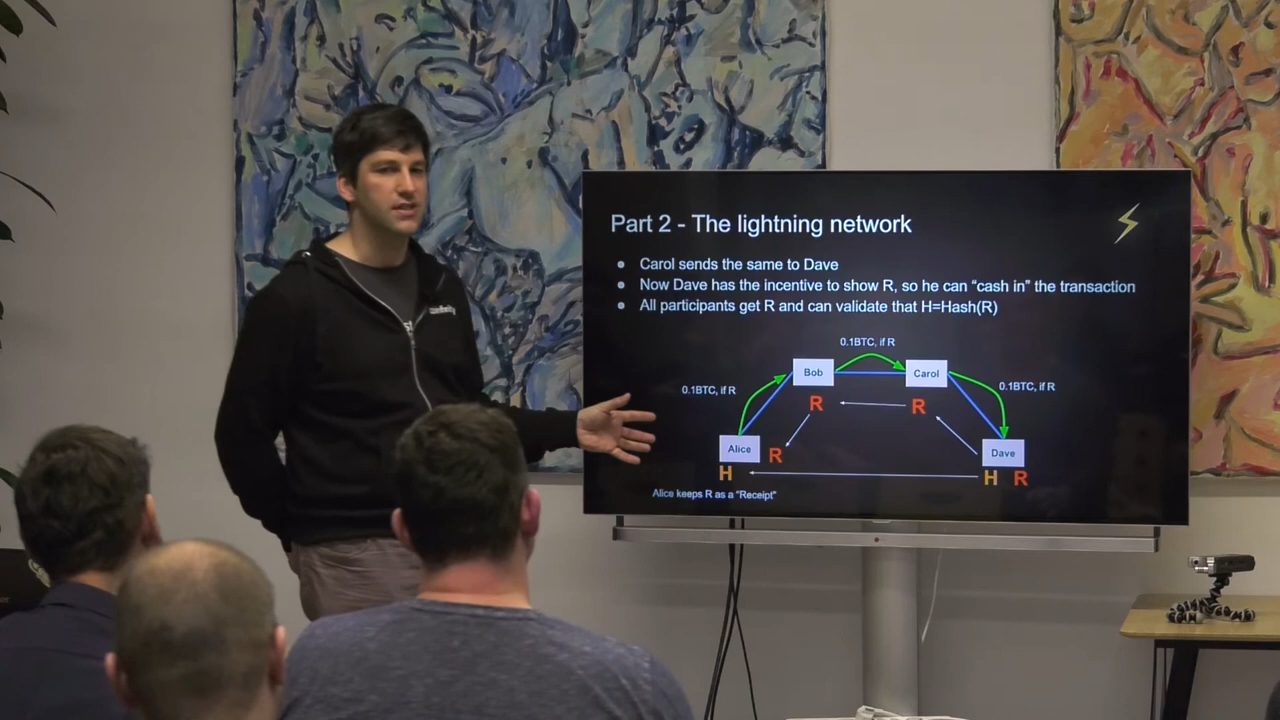 Part 2 - The lightning network
Carol sends the same to Dave
Now Dave has the incentive to show R, so he can “cash in” the transaction
All participants get R and can validate that H=Hash(R)
0.1BTC, if R
Bob
Carol
0.1BTC, if R
0.1BTC, if R
R
R
Alice
R
Dave
H
H
R
Alice keeps R as a “Receipt”